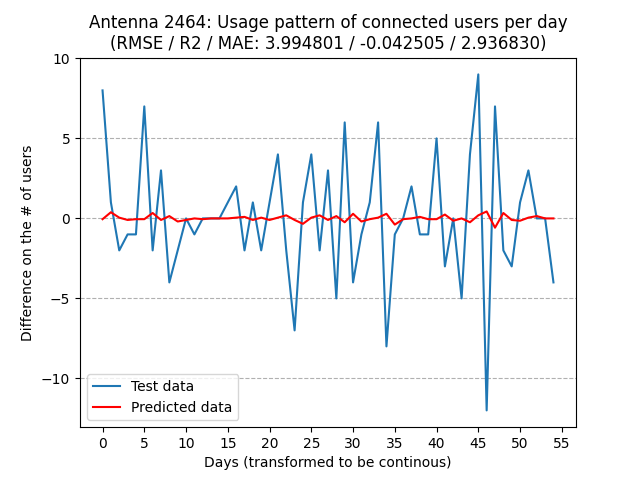 Antenna 2464: Usage pattern of connected users per day
(RMSE / R2 / MAE: 3.994801 / -0.042505 / 2.936830)
10
5
0
−5
−10
Difference on the # of users
Test data
Predicted data
0 5 10 15 20 25 30 35 40 45 50 55
Days (transformed to be continous)